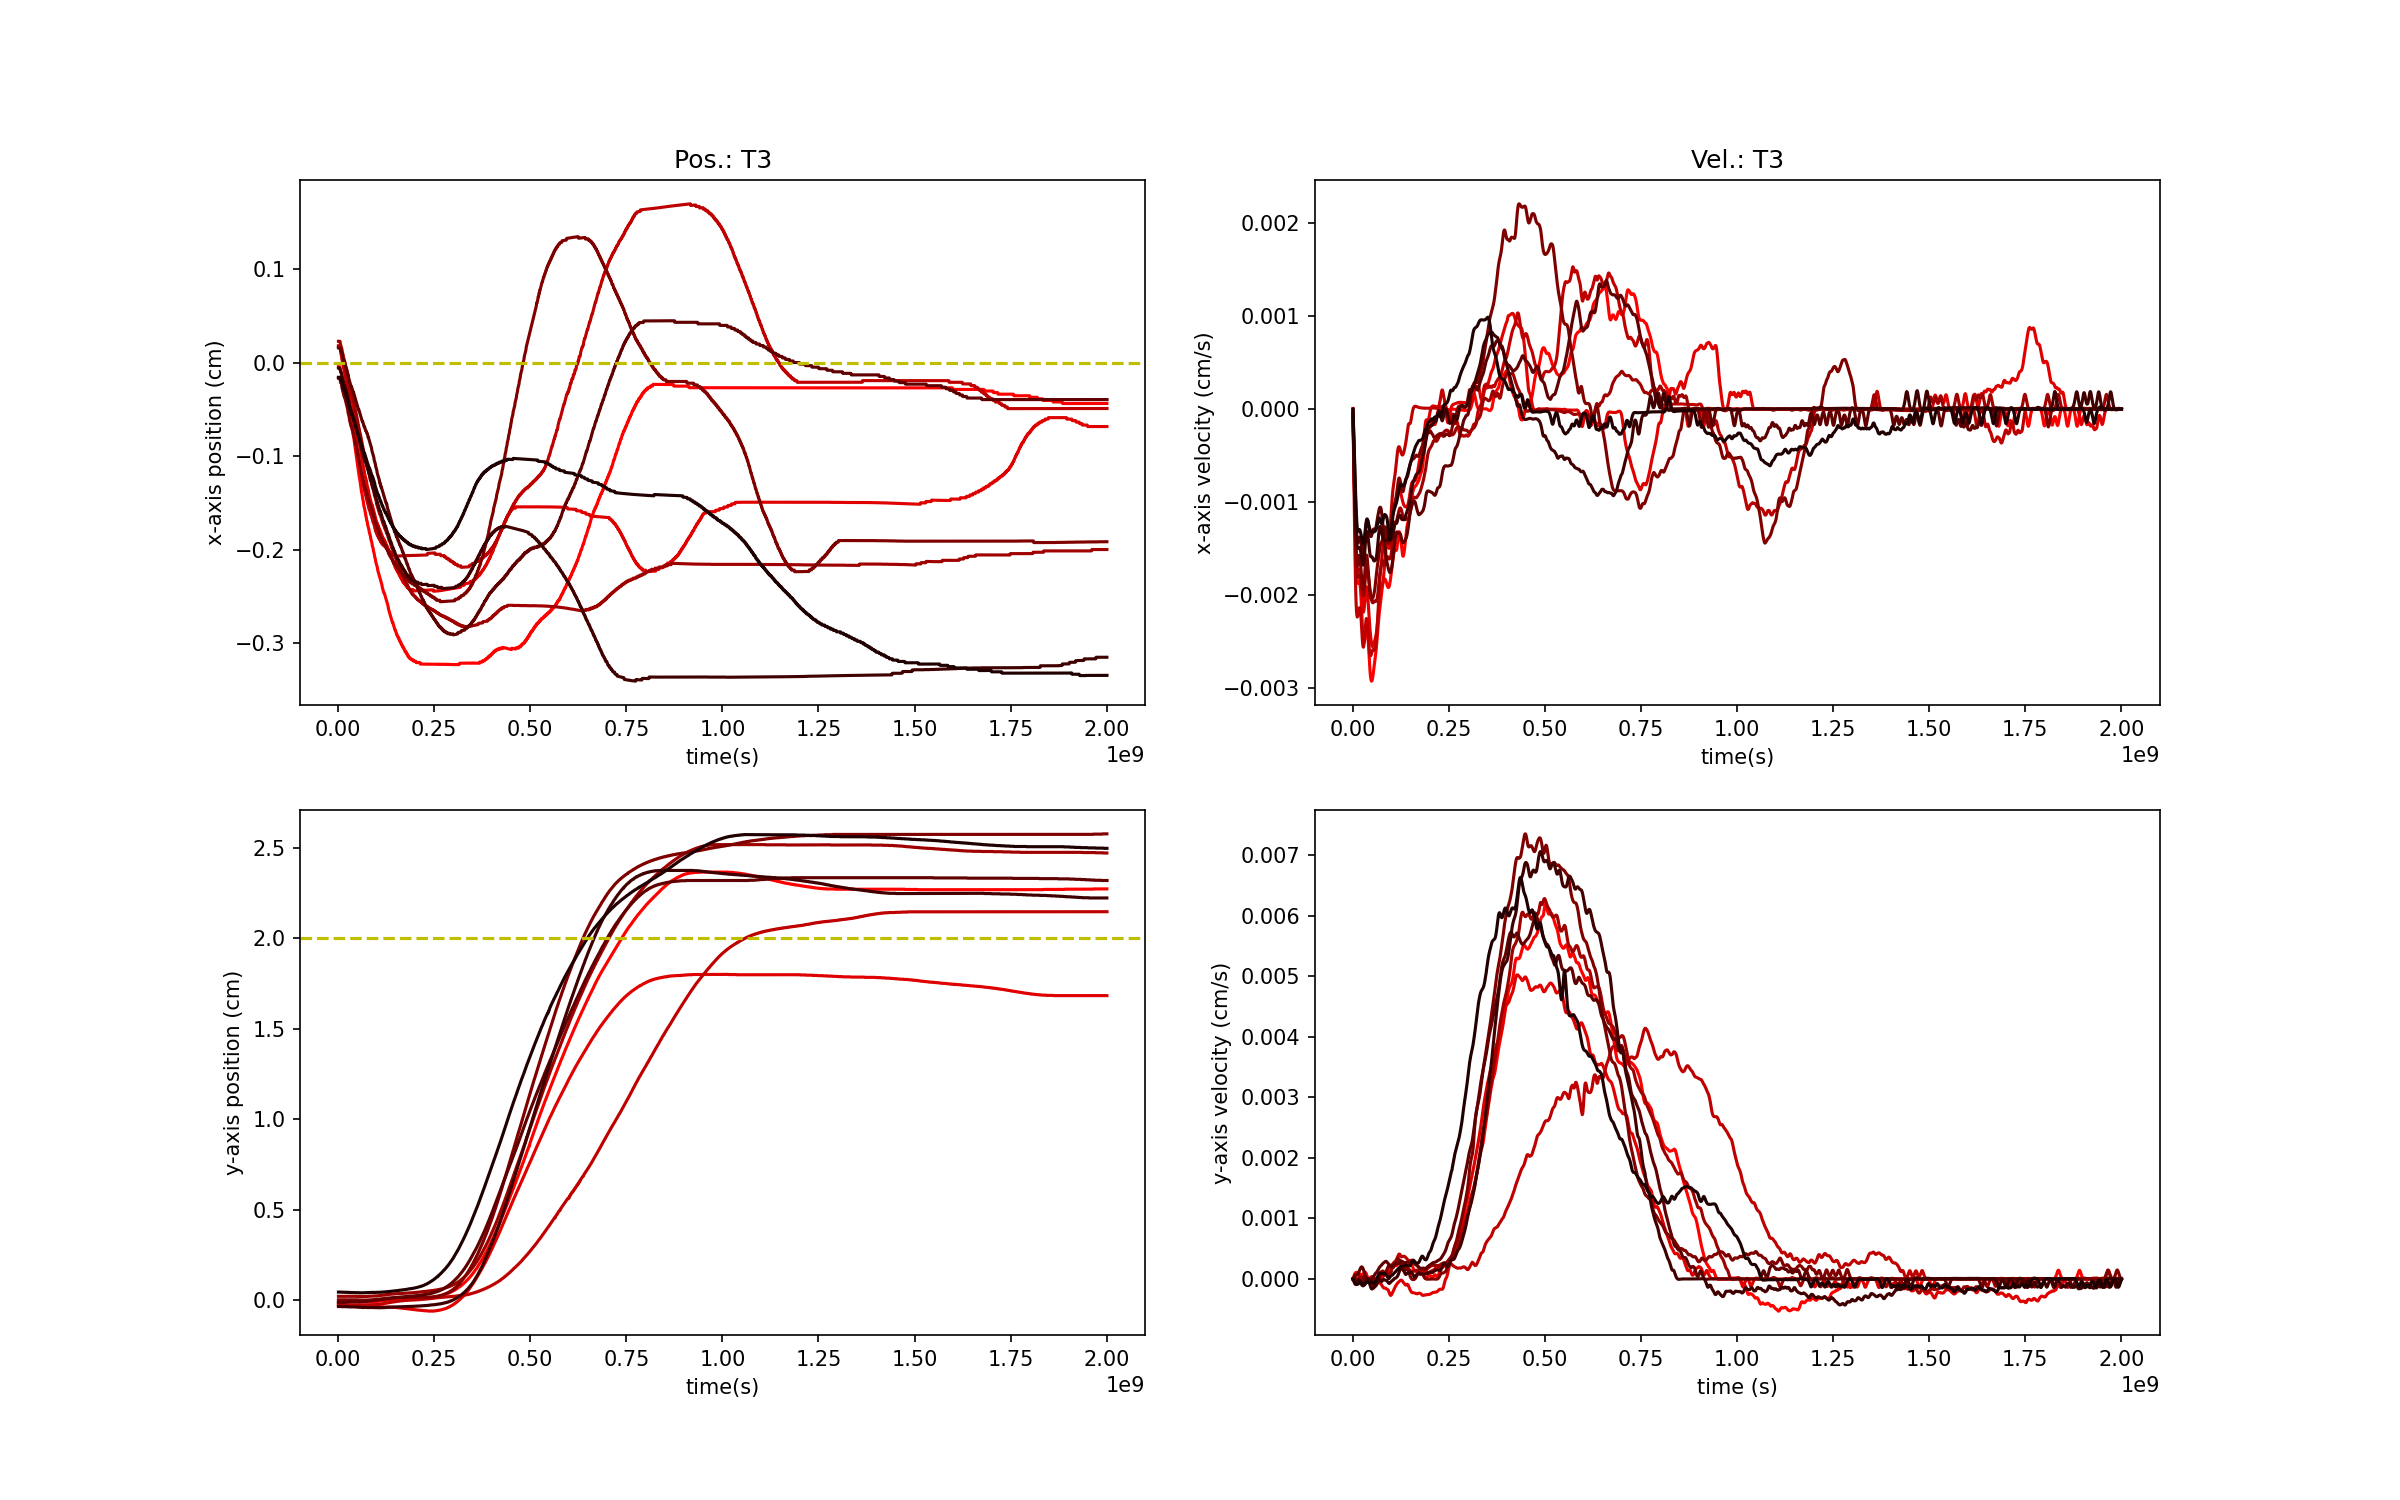 Pos.: T3
x-axis position (cm)
0.1
0.0
−0.1
−0.2
−0.3
0.00 0.25 0.50 0.75 1.00 1.25 1.50 1.75 2.00
time(s)
1e9
Vel.: T3
x-axis velocity (cm/s)
0.002
0.001
0.000
−0.001
−0.002
−0.003
0.00 0.25 0.50 0.75 1.00 1.25 1.50 1.75 2.00
time(s)
1e9
y-axis position (cm)
2.5
2.0
1.5
1.0
0.5
0.0
0.00 0.25 0.50 0.75 1.00 1.25 1.50 1.75 2.00
time(s)
1e9
y-axis velocity (cm/s)
0.007
0.006
0.005
0.004
0.003
0.002
0.001
0.000
0.00 0.25 0.50 0.75 1.00 1.25 1.50 1.75 2.00
time (s)
1e9